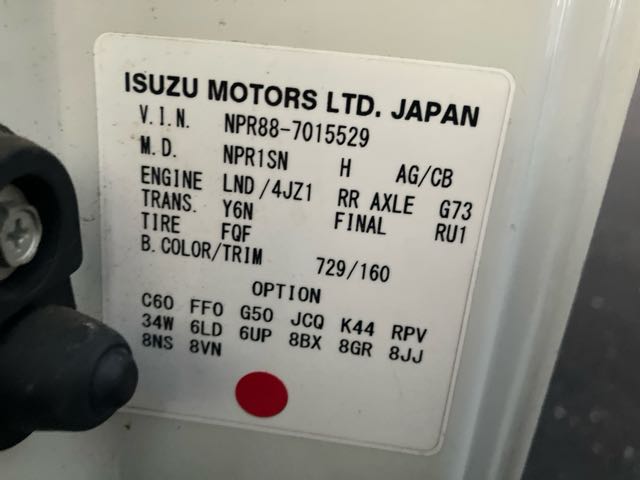 ISUZU MOTORS LTD. JAPAN
V.I.N. NPR88-7015529
M.D. NPR1SN H AG/CB
ENGINE LND/4JZ1 RR AXLE G73
TRANS. Y6N FINAL RU1
TIRE FQF
B.COLOR/TRIM 729/160
OPTION
C60 FF0 G50 JCQ K44 RPV
34W 6LD 6UP 8BX 8GR 8JJ
8NS 8VN